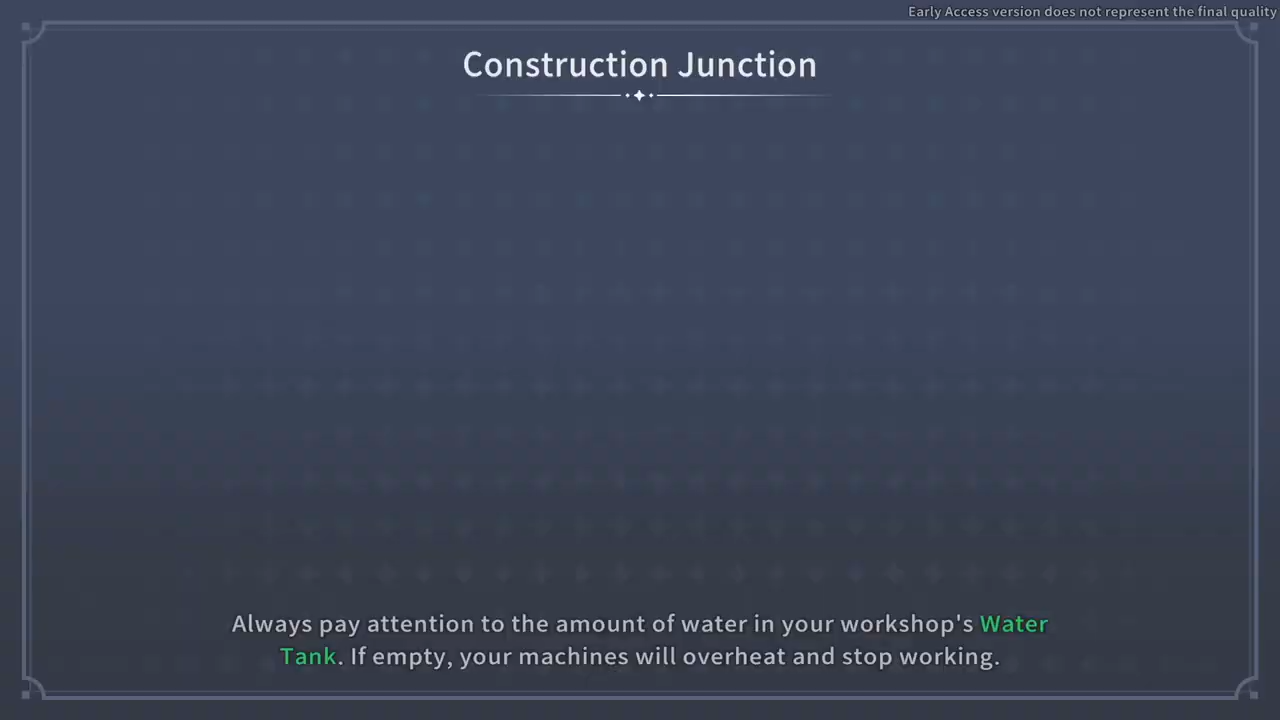 Early Access version does not represent the final quality
Construction Junction
Always pay attention to the amount of water in your workshop's Water
Tank. If empty, your machines will overheat and stop working.